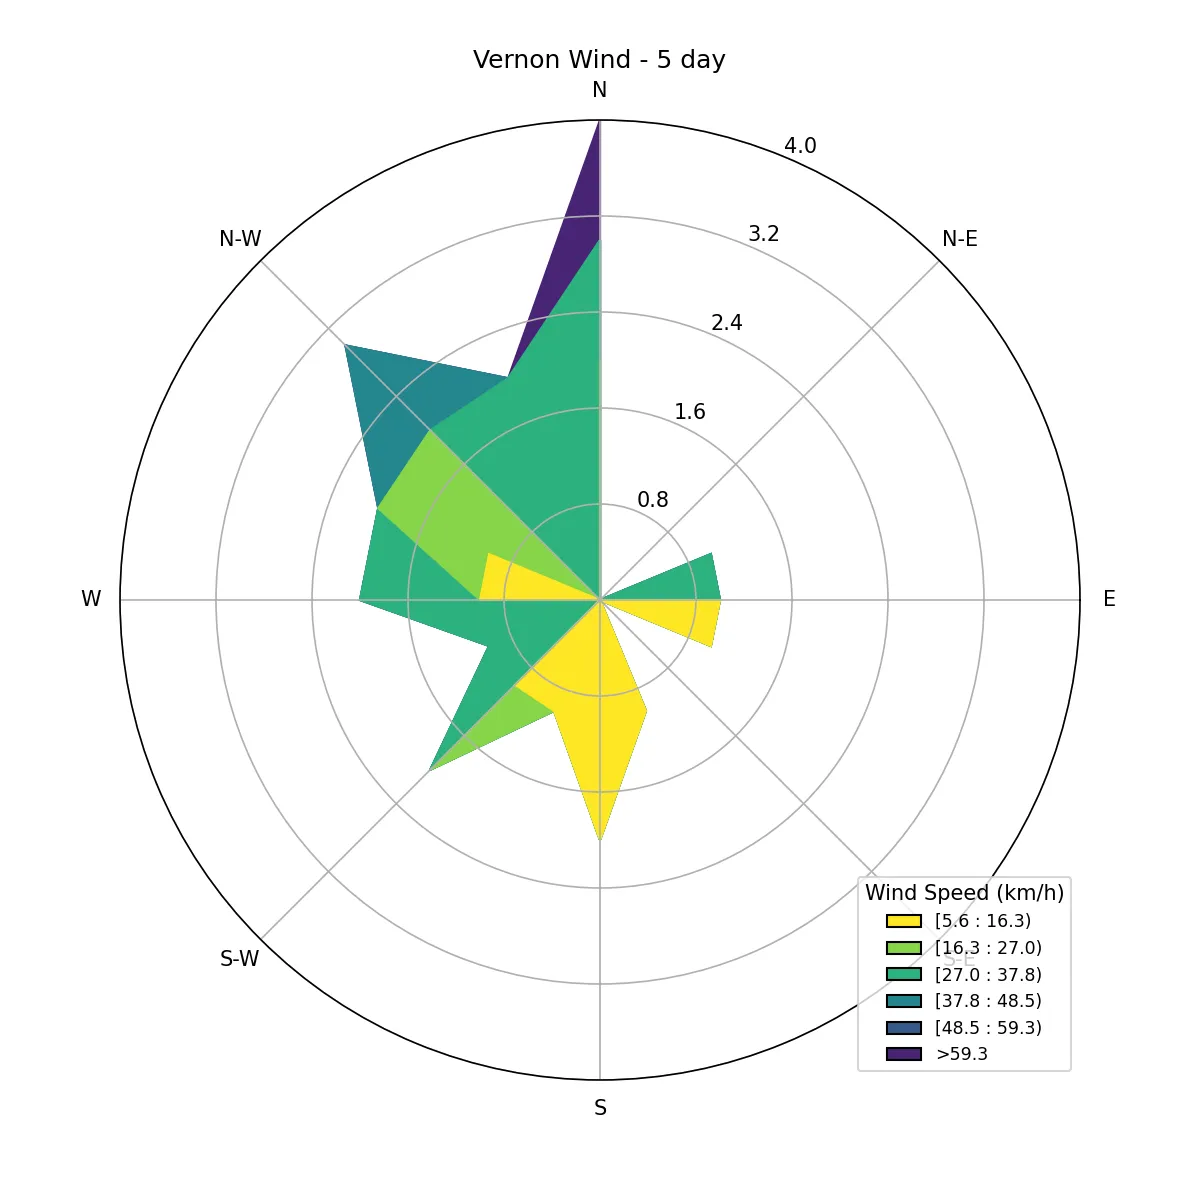 Vernon Wind - 5 day
N
4.0
N-W
N-E
3.2
2.4
1.6
0.8
W
E
Wind Speed (km/h)
[5.6 : 16.3)
[16.3 : 27.0)
S-W
S-E
[27.0 : 37.8)
[37.8 : 48.5)
[48.5 : 59.3)
>59.3
S